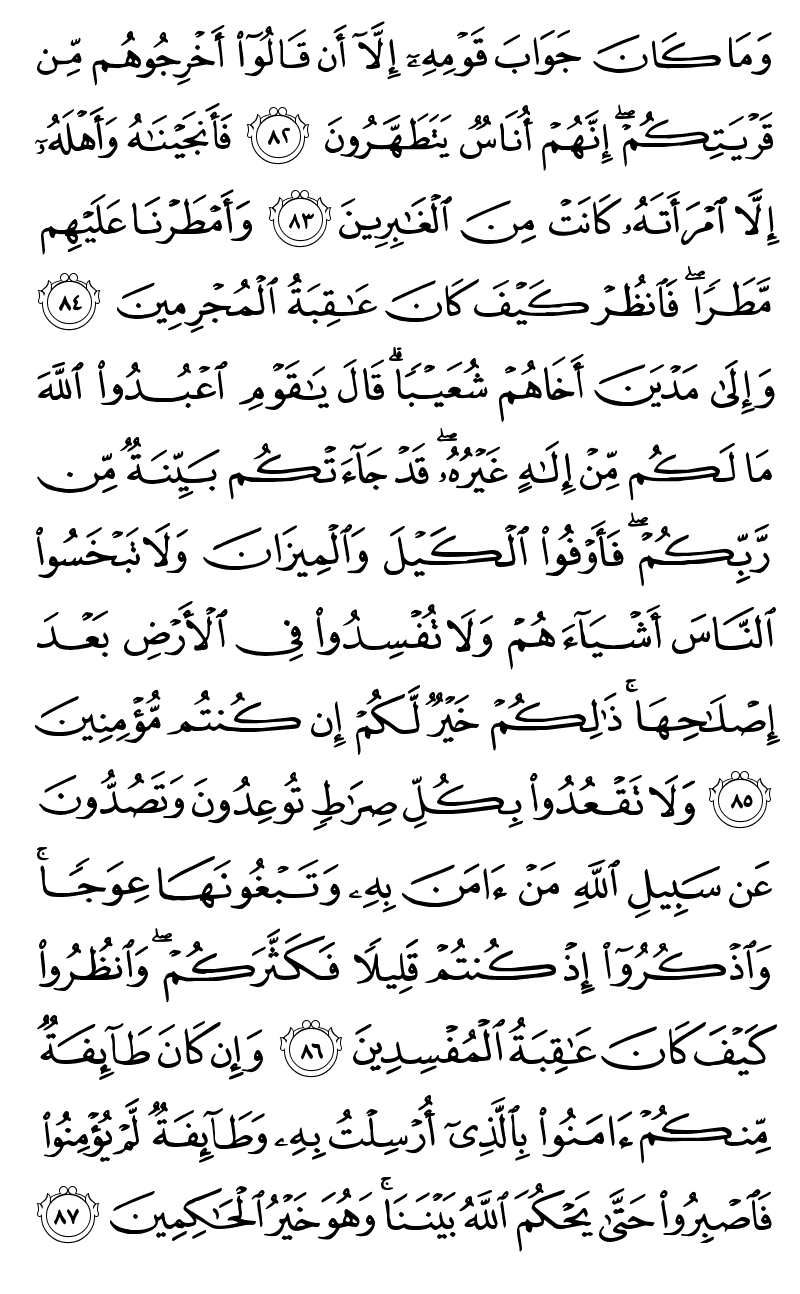 وَمَا كَانَ جَوَابَ قَوْمِهِۦٓ إِلَّآ أَن قَالُوٓا۟ أَخْرِجُوهُم مِّن
قَرْيَتِكُمْ ۖ إِنَّهُمْ أُنَاسٌ يَتَطَهَّرُونَ ٨٢ فَأَنجَيْنَـٰهُ وَأَهْلَهُۥٓ
إِلَّا ٱمْرَأَتَهُۥ كَانَتْ مِنَ ٱلْغَـٰبِرِينَ ٨٣ وَأَمْطَرْنَا عَلَيْهِم
مَّطَرًا ۖ فَٱنظُرْ كَيْفَ كَانَ عَـٰقِبَةُ ٱلْمُجْرِمِينَ ٨٤
وَإِلَىٰ مَدْيَنَ أَخَاهُمْ شُعَيْبًا ۗ قَالَ يَـٰقَوْمِ ٱعْبُدُوا۟ ٱللَّهَ
مَا لَكُم مِّنْ إِلَـٰهٍ غَيْرُهُۥ ۖ قَدْ جَآءَتْكُم بَيِّنَةٌ مِّن
رَّبِّكُمْ ۖ فَأَوْفُوا۟ ٱلْكَيْلَ وَٱلْمِيزَانَ وَلَا تَبْخَسُوا۟
ٱلنَّاسَ أَشْيَآءَهُمْ وَلَا تُفْسِدُوا۟ فِى ٱلْأَرْضِ بَعْدَ
إِصْلَـٰحِهَا ۚ ذَٰلِكُمْ خَيْرٌ لَّكُمْ إِن كُنتُم مُّؤْمِنِينَ
٨٥ وَلَا تَقْعُدُوا۟ بِكُلِّ صِرَٰطٍ تُوعِدُونَ وَتَصُدُّونَ
عَن سَبِيلِ ٱللَّهِ مَنْ ءَامَنَ بِهِۦ وَتَبْغُونَهَا عِوَجًا ۚ
وَٱذْكُرُوٓا۟ إِذْ كُنتُمْ قَلِيلًا فَكَثَّرَكُمْ ۖ وَٱنظُرُوا۟
كَيْفَ كَانَ عَـٰقِبَةُ ٱلْمُفْسِدِينَ ٨٦ وَإِن كَانَ طَآئِفَةٌ
مِّنكُمْ ءَامَنُوا۟ بِٱلَّذِىٓ أُرْسِلْتُ بِهِۦ وَطَآئِفَةٌ لَّمْ يُؤْمِنُوا۟
فَٱصْبِرُوا۟ حَتَّىٰ يَحْكُمَ ٱللَّهُ بَيْنَنَا ۚ وَهُوَ خَيْرُ ٱلْحَـٰكِمِينَ ٨٧